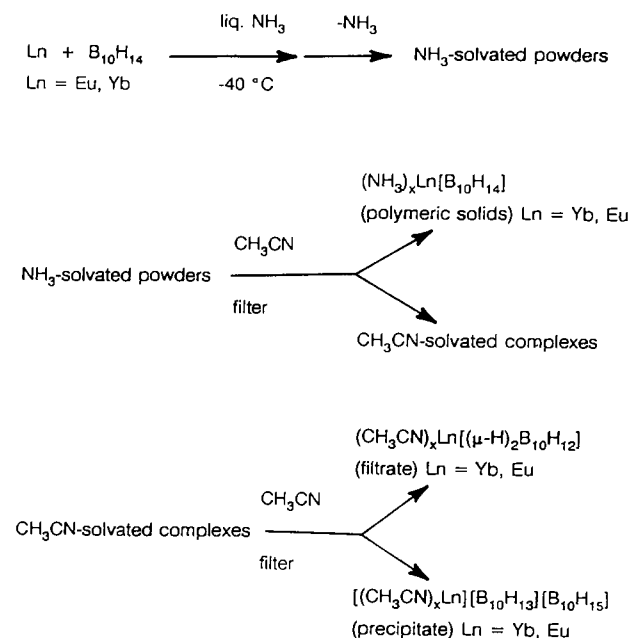 liq. NH₃ -NH₃
Ln + B₁₀H₁₄ NH₃-solvated powders
Ln = Eu, Yb -40 °C
(NH₃)ₓLn[B₁₀H₁₄]
(polymeric solids) Ln = Yb, Eu
CH₃CN
NH₃-solvated powders
filter
CH₃CN-solvated complexes
(CH₃CN)ₓLn[(μ-H)₂B₁₀H₁₂]
(filtrate) Ln = Yb, Eu
CH₃CN
CH₃CN-solvated complexes
filter
[(CH₃CN)ₓLn][B₁₀H₁₃][B₁₀H₁₅]
(precipitate) Ln = Yb, Eu